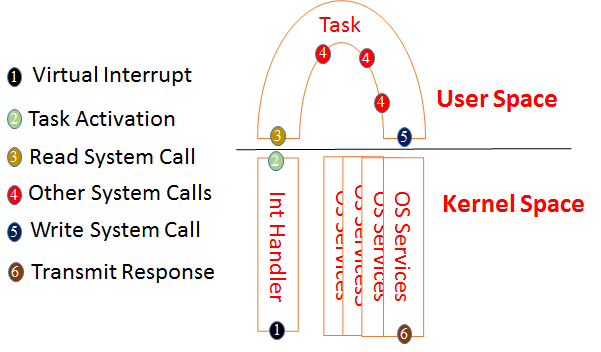 Task
4
4
4
User Space
3
5
1 Virtual Interrupt
2 Task Activation
3 Read System Call
4 Other System Calls
5 Write System Call
6 Transmit Response
2
Int Handler
OS Services
OS Services
OS Services
OS Services
Kernel Space
1
6